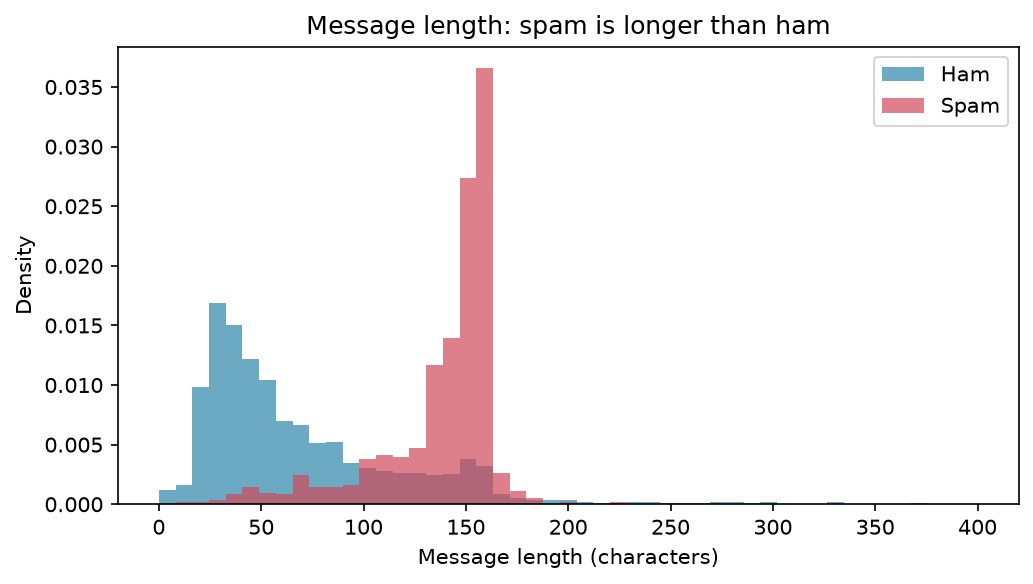 Message length: spam is longer than ham
Ham
Spam
Density
0.035
0.030
0.025
0.020
0.015
0.010
0.005
0.000
0 50 100 150 200 250 300 350 400
Message length (characters)